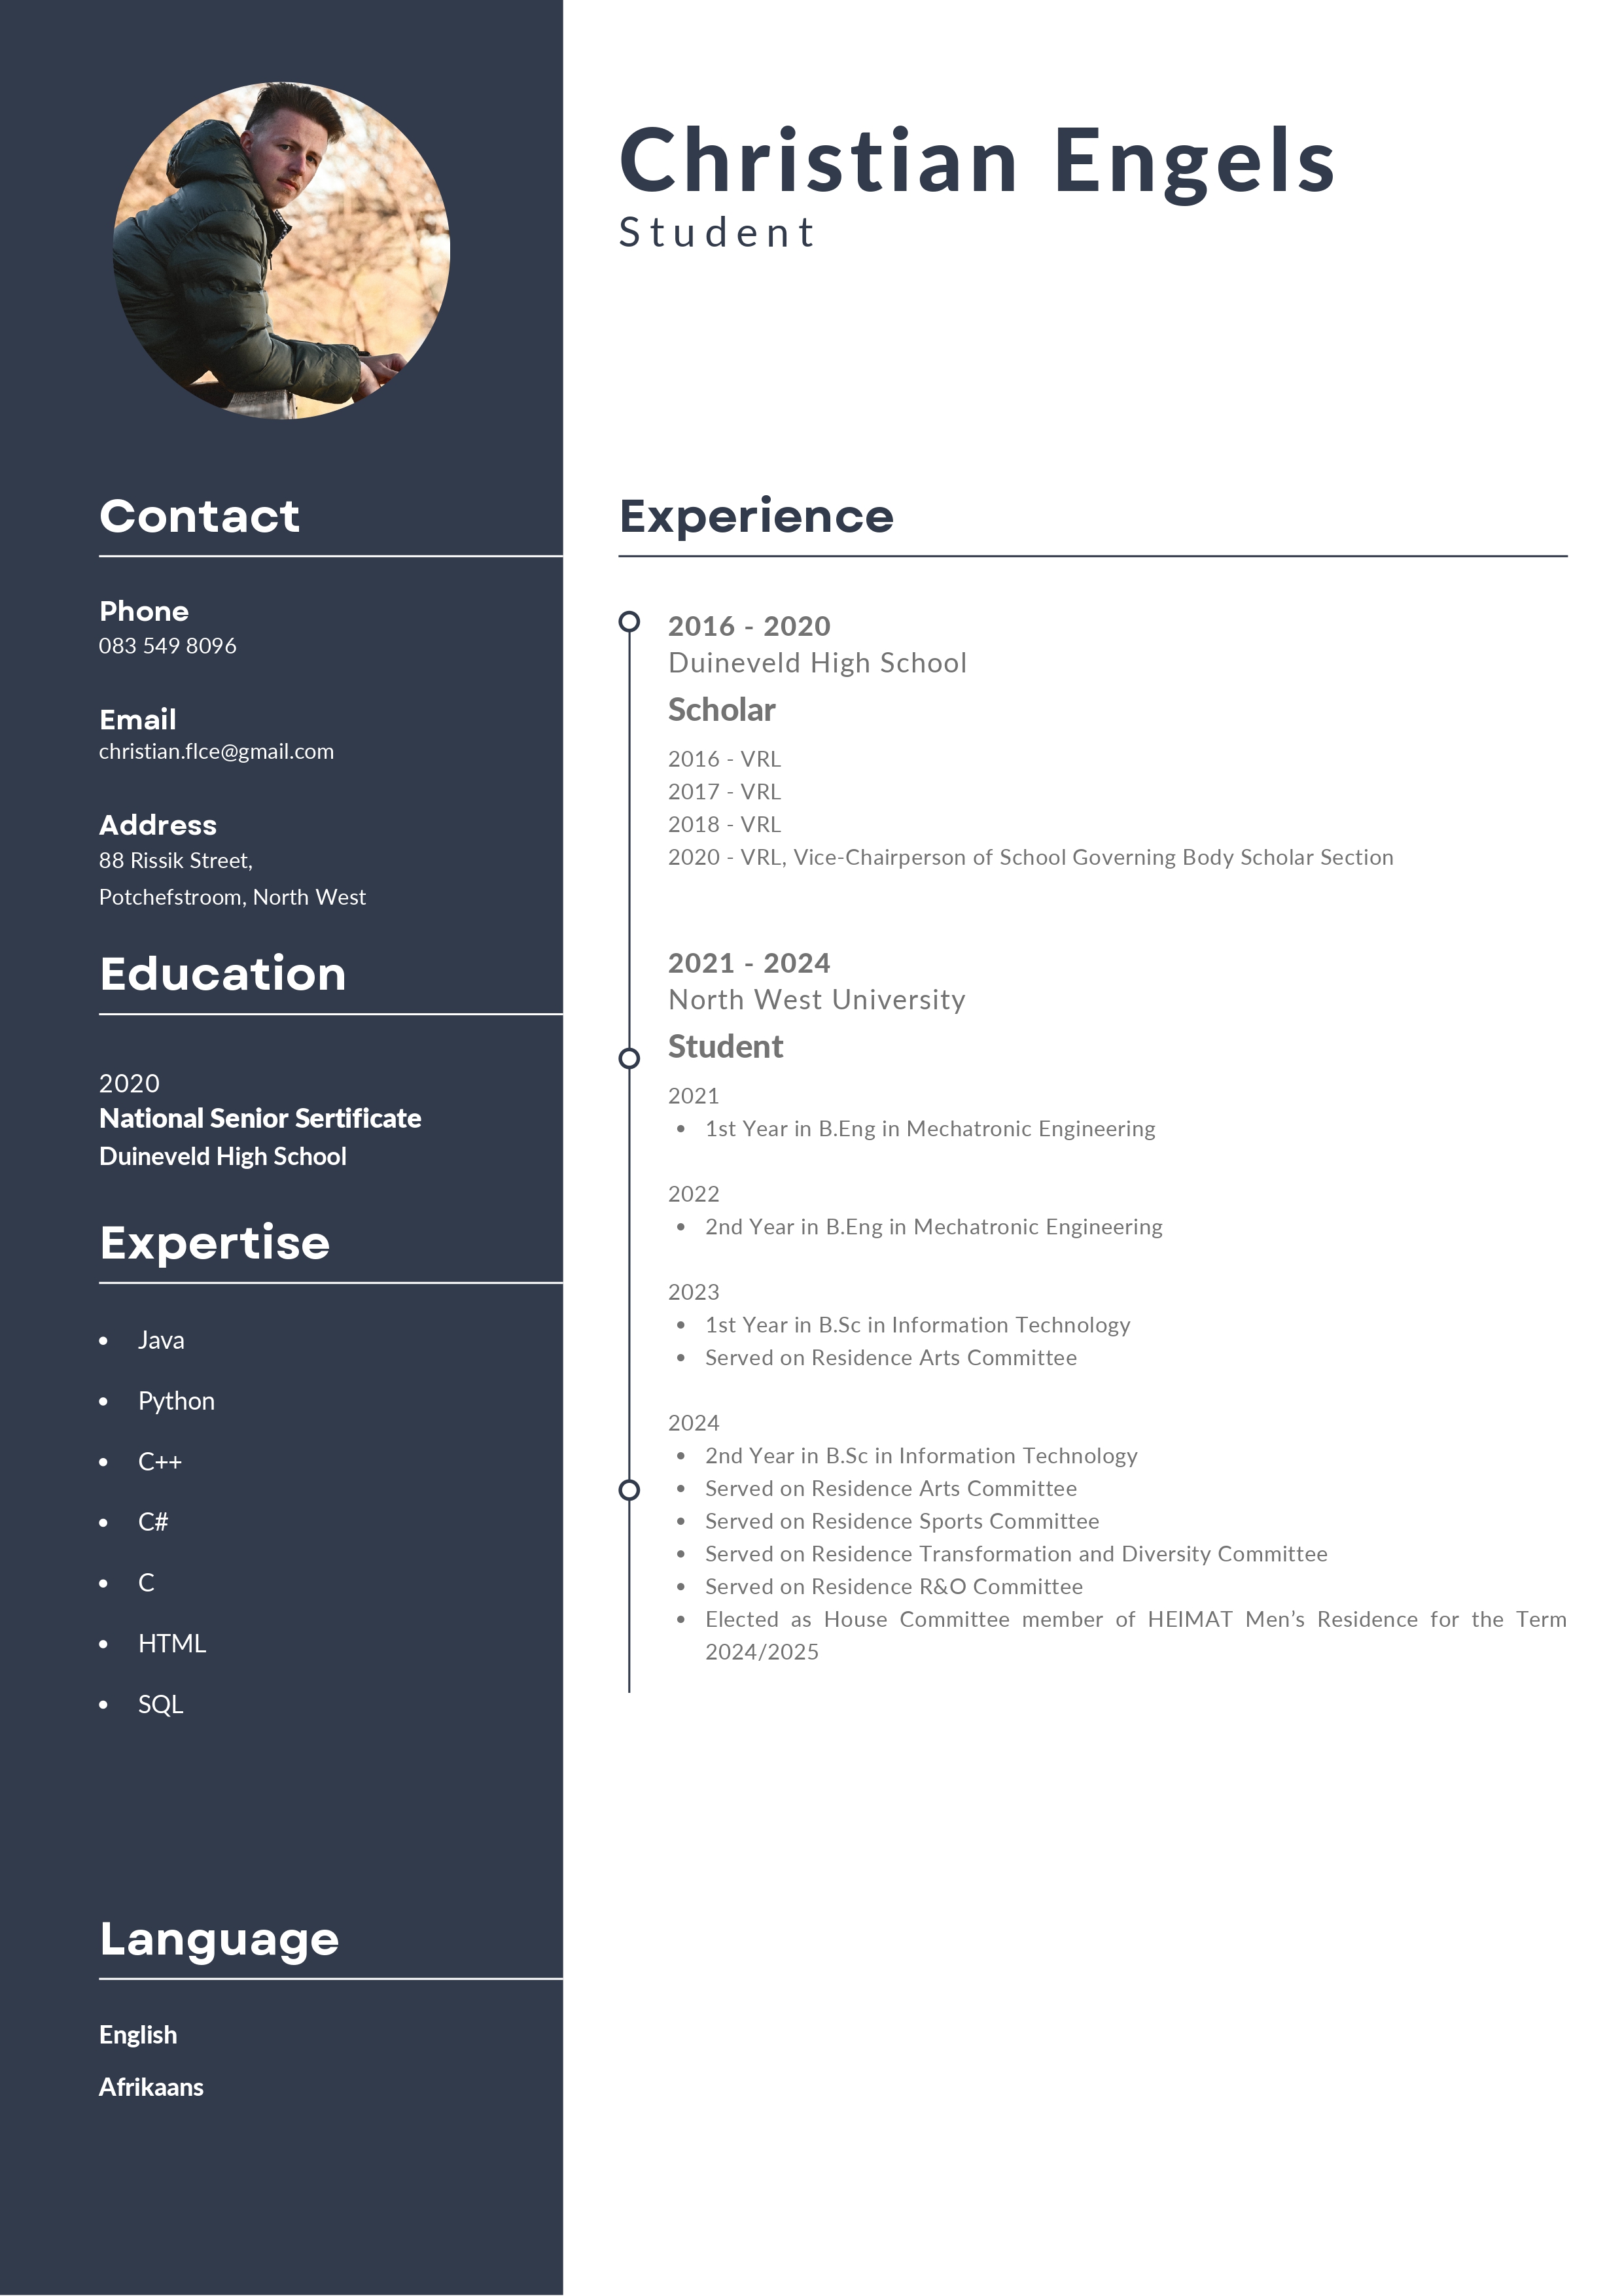 Christian Engels
Student
Contact
Phone
083 549 8096
Email
christian.flce@gmail.com
Address
88 Rissik Street,
Potchefstroom, North West
Education
2020
National Senior Sertificate
Duineveld High School
Expertise
• Java
• Python
• C++
• C#
• C
• HTML
• SQL
Language
English
Afrikaans
Experience
2016 - 2020
Duineveld High School
Scholar
2016 - VRL
2017 - VRL
2018 - VRL
2020 - VRL, Vice-Chairperson of School Governing Body Scholar Section
2021 - 2024
North West University
Student
2021
• 1st Year in B.Eng in Mechatronic Engineering
2022
• 2nd Year in B.Eng in Mechatronic Engineering
2023
• 1st Year in B.Sc in Information Technology
• Served on Residence Arts Committee
2024
• 2nd Year in B.Sc in Information Technology
• Served on Residence Arts Committee
• Served on Residence Sports Committee
• Served on Residence Transformation and Diversity Committee
• Served on Residence R&O Committee
• Elected as House Committee member of HEIMAT Men’s Residence for the Term
2024/2025